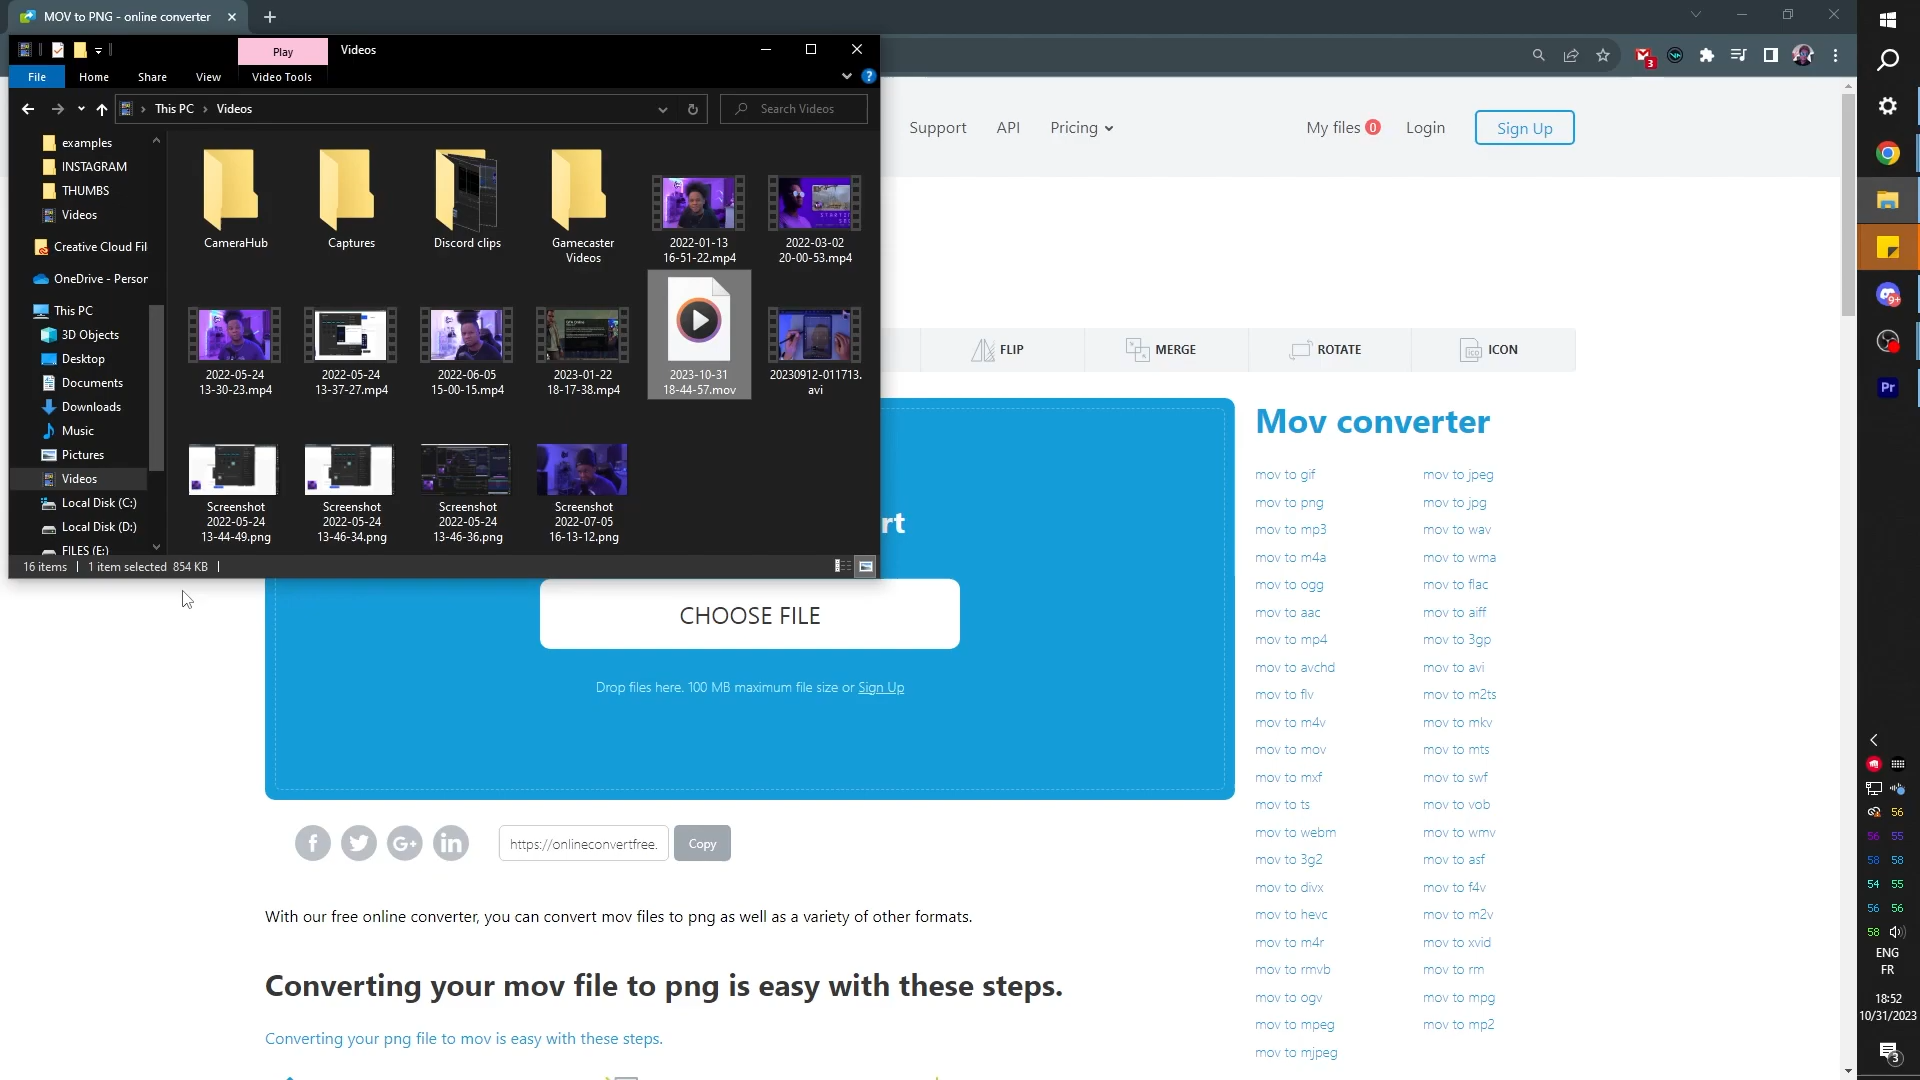 MOV to PNG - online converter
Play
Videos
File
Home
Share
View
Video Tools
This PC
Videos
Search Videos
examples
INSTAGRAM
THUMBS
Videos
Creative Cloud Fil
OneDrive - Person
This PC
3D Objects
Desktop
Documents
Downloads
Music
Pictures
Videos
Local Disk (C:)
Local Disk (D:)
FILES (E:)
CameraHub
Captures
Discord clips
Gamecaster
Videos
2022-01-13
16-51-22.mp4
2022-03-02
20-00-53.mp4
2022-05-24
13-30-23.mp4
2022-05-24
13-37-27.mp4
2022-06-05
15-00-15.mp4
2023-01-22
18-17-38.mp4
2023-10-31
18-44-57.mov
20230912-011713.
avi
Screenshot
2022-05-24
13-44-49.png
Screenshot
2022-05-24
13-46-34.png
Screenshot
2022-05-24
13-46-36.png
Screenshot
2022-07-05
16-13-12.png
16 items
1 item selected 854 KB
Support
API
Pricing
My files 0
Login
Sign Up
FLIP
MERGE
ROTATE
ICON
rt
CHOOSE FILE
Drop files here. 100 MB maximum file size or Sign Up
https://onlineconvertfree.
Copy
With our free online converter, you can convert mov files to png as well as a variety of other formats.
Converting your mov file to png is easy with these steps.
Converting your png file to mov is easy with these steps.
Mov converter
mov to gif
mov to jpeg
mov to png
mov to jpg
mov to mp3
mov to wav
mov to m4a
mov to wma
mov to ogg
mov to flac
mov to aac
mov to aiff
mov to mp4
mov to 3gp
mov to avchd
mov to avi
mov to flv
mov to m2ts
mov to m4v
mov to mkv
mov to mov
mov to mts
mov to mxf
mov to swf
mov to ts
mov to vob
mov to webm
mov to wmv
mov to 3g2
mov to asf
mov to divx
mov to f4v
mov to hevc
mov to m2v
mov to m4r
mov to xvid
mov to rmvb
mov to rm
mov to ogv
mov to mpg
mov to mpeg
mov to mp2
mov to mjpeg
3
9+
Pr
56
56 55
58 58
54 55
56 56
58
ENG
FR
18:52
10/31/2023
3